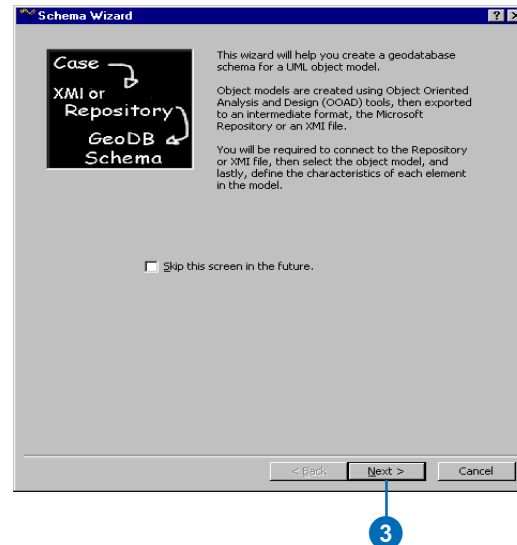 Schema Wizard
Case
XMI or
Repository
GeoDB
Schema
This wizard will help you create a geodatabase
schema for a UML object model.
Object models are created using Object Oriented
Analysis and Design (OOAD) tools, then exported
to an intermediate format, the Microsoft
Repository or an XMI file.
You will be required to connect to the Repository
or XMI file, then select the object model, and
lastly, define the characteristics of each element
in the model.
Skip this screen in the future.
< Back Next > Cancel
3